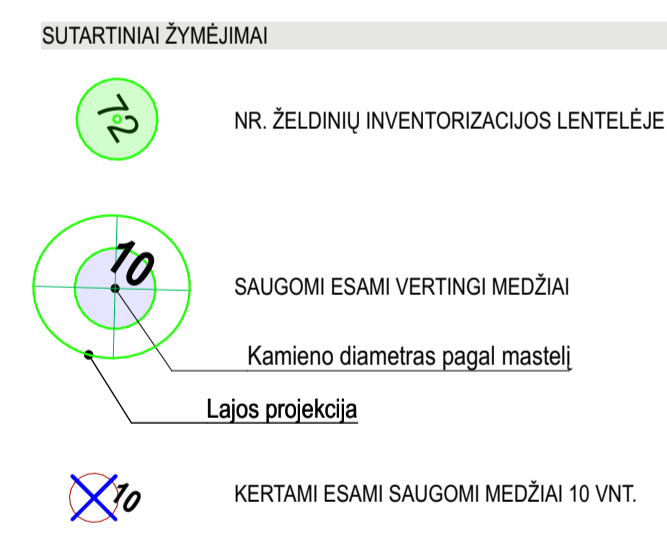 SUTARTINIAI ŽYMĖJIMAI
72
NR. ŽELDINIŲ INVENTORIZACIJOS LENTELĖJE
10
SAUGOMI ESAMI VERTINGI MEDŽIAI
Kamieno diametras pagal mastelį
Lajos projekcija
10
KERTAMI ESAMI SAUGOMI MEDŽIAI 10 VNT.